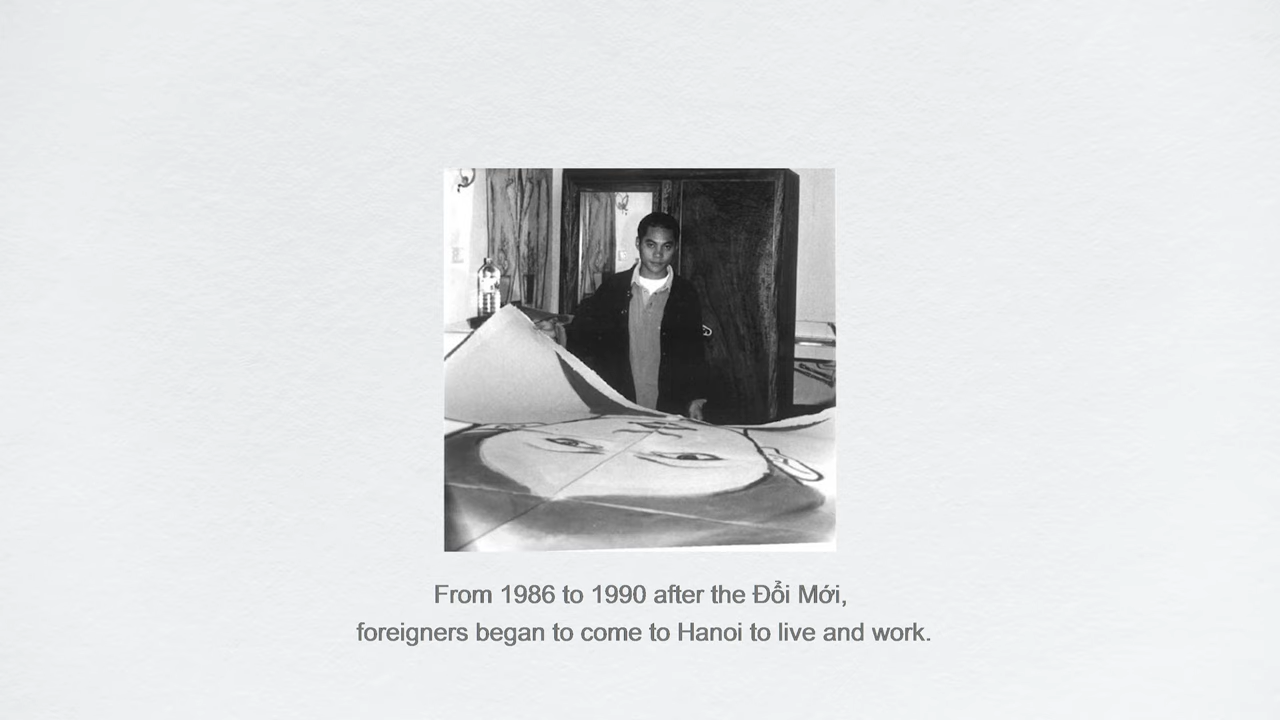 From 1986 to 1990 after the Đổi Mới,
foreigners began to come to Hanoi to live and work.